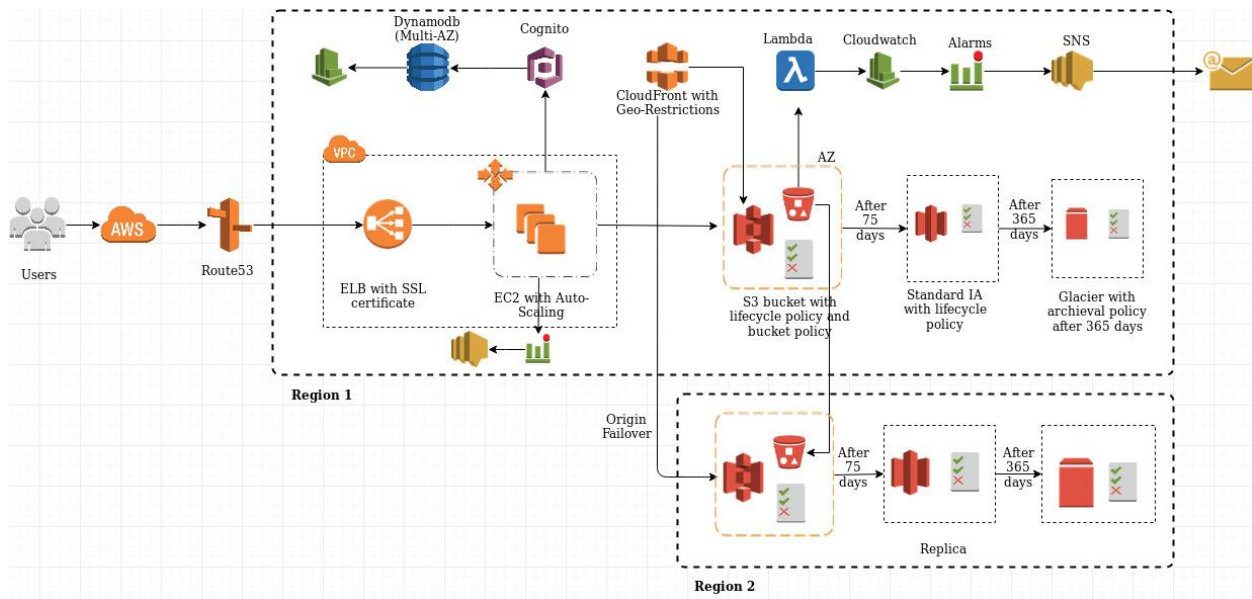 Dynamodb
(Multi-AZ)
Cognito
Lambda
Cloudwatch
Alarms
SNS
@
CloudFront with
Geo-Restrictions
VPC
AZ
AWS
Users
Route53
ELB with SSL
certificate
EC2 with Auto-
Scaling
After
75
days
After
365
days
S3 bucket with
lifecycle policy and
bucket policy
Standard IA
with lifecycle
policy
Glacier with
archieval policy
after 365 days
Region 1
Origin
Failover
After
75
days
After
365
days
Replica
Region 2